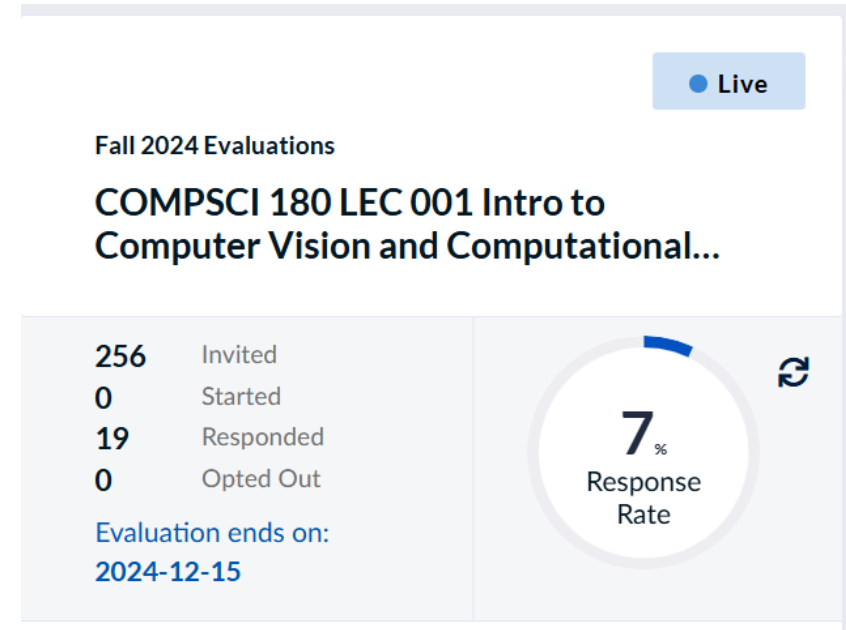 Live
Fall 2024 Evaluations
COMPSCI 180 LEC 001 Intro to
Computer Vision and Computational...
256 Invited
0 Started
19 Responded
0 Opted Out
Evaluation ends on:
2024-12-15
7%
Response
Rate